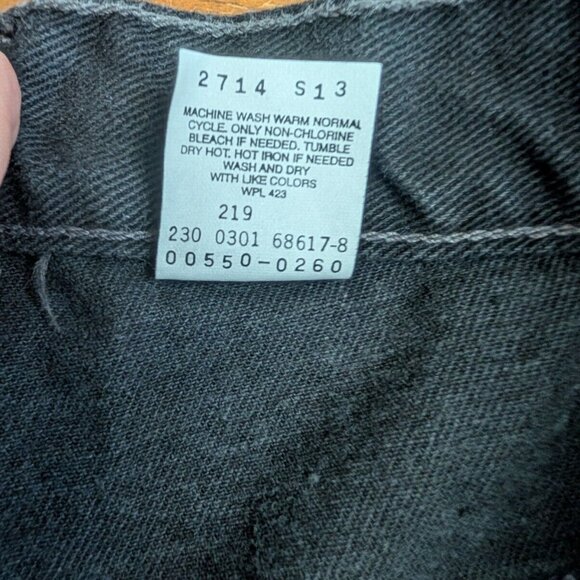 2714 S13
MACHINE WASH WARM NORMAL
CYCLE. ONLY NON-CHLORINE
BLEACH IF NEEDED. TUMBLE
DRY HOT. HOT IRON IF NEEDED
WASH AND DRY
WITH LIKE COLORS
WPL 423
219
230 0301 68617-8
00550-0260